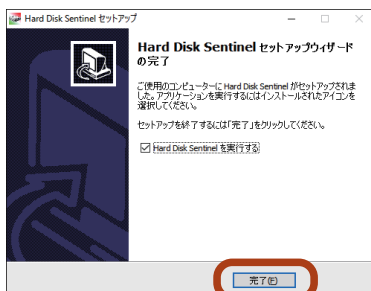 Hard Disk Sentinel セットアップ
Hard Disk Sentinel セットアップウィザード
の完了
ご使用のコンピューターに Hard Disk Sentinel がセットアップされま
した。アプリケーションを実行するにはインストールされたアイコンを
選択してください。
セットアップを終了するには「完了」をクリックしてください。
Hard Disk Sentinel を実行する
完了(F)